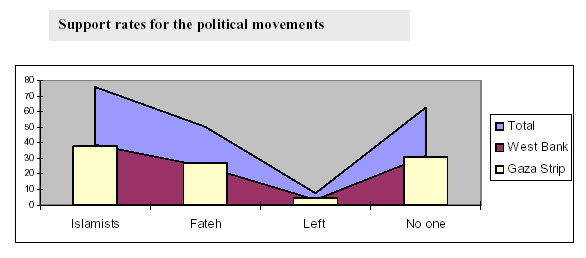 Support rates for the political movements
80
70
60
50
40
30
20
10
0
Islamists Fateh Left No one
Total
West Bank
Gaza Strip